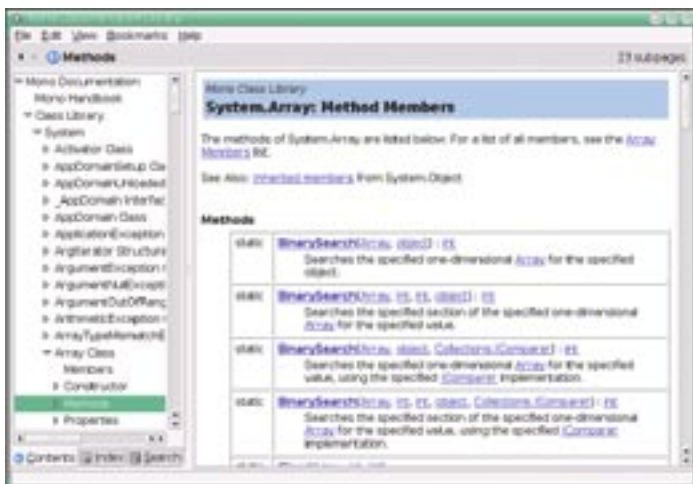 File Edit View Bookmarks Help
Methods
23 subpages
Mono Documentation
Mono Handbook
Class Library
System
Activator Class
AppDomainSetup Cla
AppDomainUnloaded
_AppDomain Interfac
AppDomain Class
ApplicationException
ArgIterator Structure
ArgumentException
ArgumentNullExcepti
ArgumentOutOfRang
ArithmeticException
ArrayTypeMismatchE
Array Class
Members
Constructor
Methods
Properties
Contents Index Search
Mono Class Library
System.Array: Method Members
The methods of System.Array are listed below. For a list of all members, see the Array
Members list.
See Also: Inherited members from System.Object
Methods
static BinarySearch(Array, object) : int
Searches the specified one-dimensional Array for the specified
object.
static BinarySearch(Array, int, int, object) : int
Searches the specified section of the specified one-dimensional
Array for the specified value.
static BinarySearch(Array, object, Collections.IComparer) : int
Searches the specified one-dimensional Array for the specified
value, using the specified IComparer implementation.
static BinarySearch(Array, int, int, object, Collections.IComparer) : int
Searches the specified section of the specified one-dimensional
Array for the specified value, using the specified IComparer
implementation.